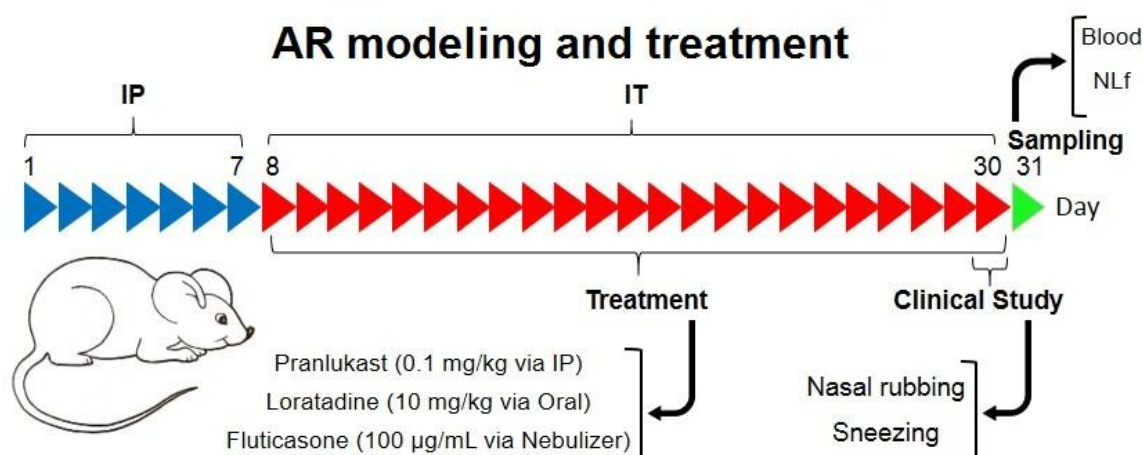 AR modeling and treatment
Blood
NLf
IP
IT
Sampling
1
7
8
30
31
Day
Treatment
Clinical Study
Pranlukast (0.1 mg/kg via IP)
Loratadine (10 mg/kg via Oral)
Fluticasone (100 µg/mL via Nebulizer)
Nasal rubbing
Sneezing